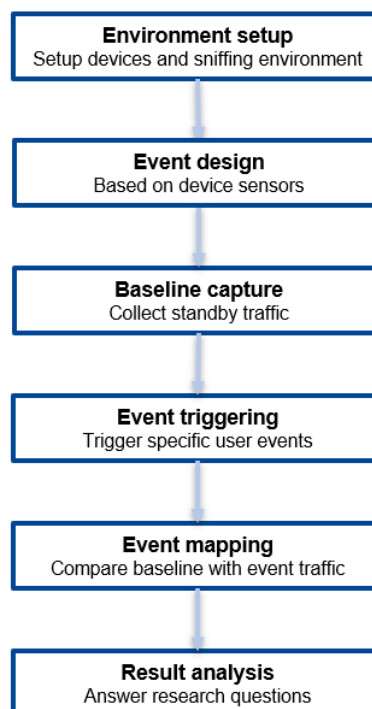 Environment setup
Setup devices and sniffing environment
Event design
Based on device sensors
Baseline capture
Collect standby traffic
Event triggering
Trigger specific user events
Event mapping
Compare baseline with event traffic
Result analysis
Answer research questions